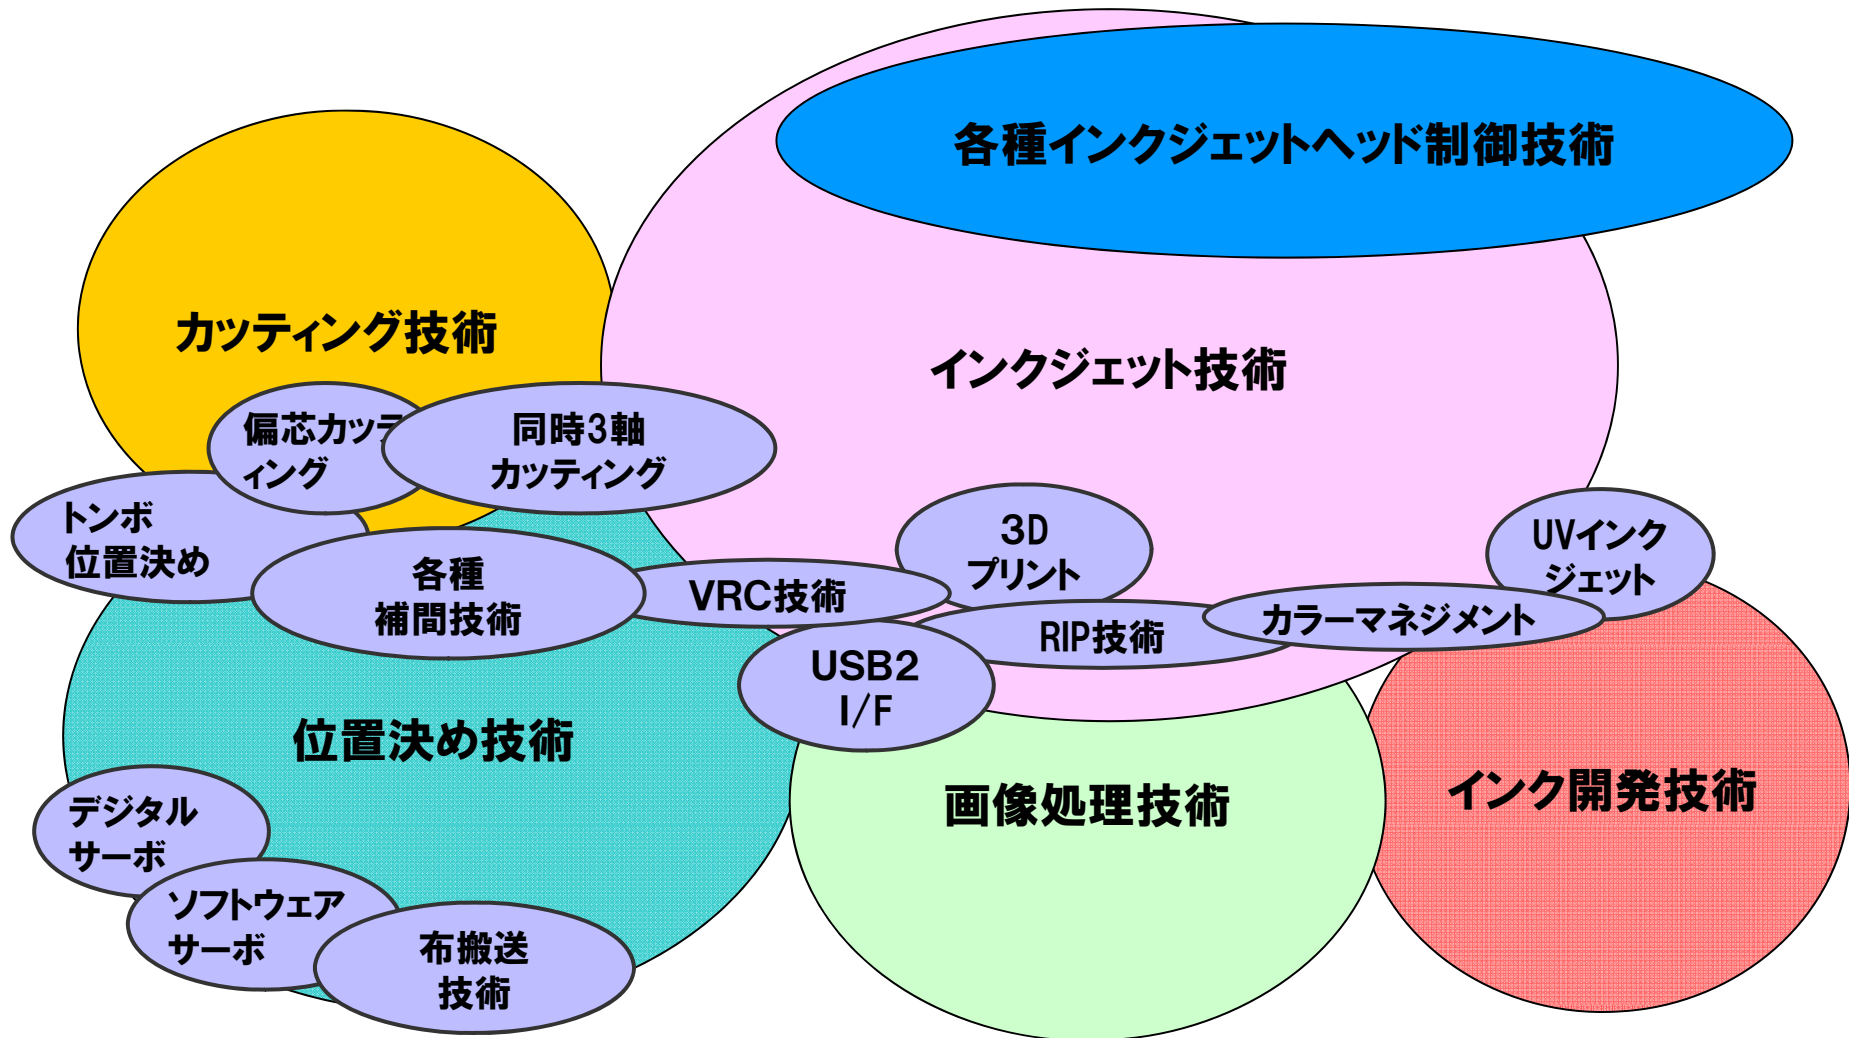 各種インクジェットヘッド制御技術
カッティング技術
インクジェット技術
偏芯カッテ
ィング
同時3軸
カッティング
トンボ
位置決め
各種
補間技術
VRC技術
3D
プリント
UVインク
ジェット
カラーマネジメント
RIP技術
USB2
I/F
位置決め技術
画像処理技術
インク開発技術
デジタル
サーボ
ソフトウェア
サーボ
布搬送
技術